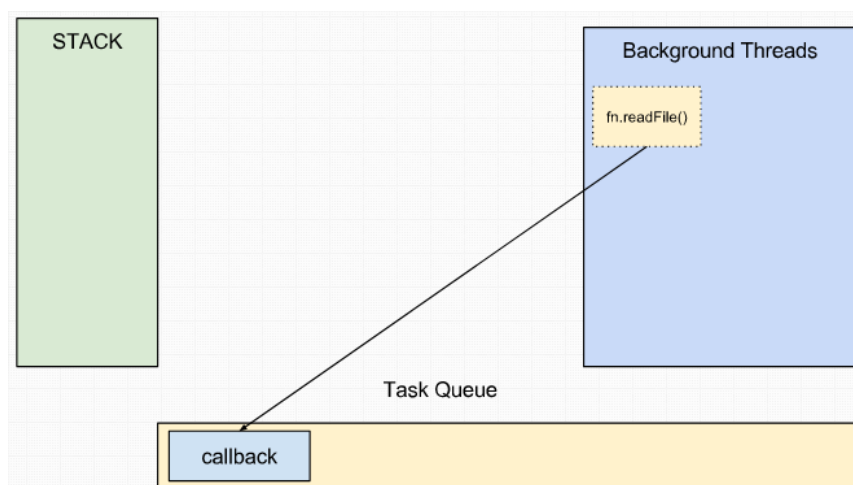 STACK
Background Threads
fn.readFile()
Task Queue
callback